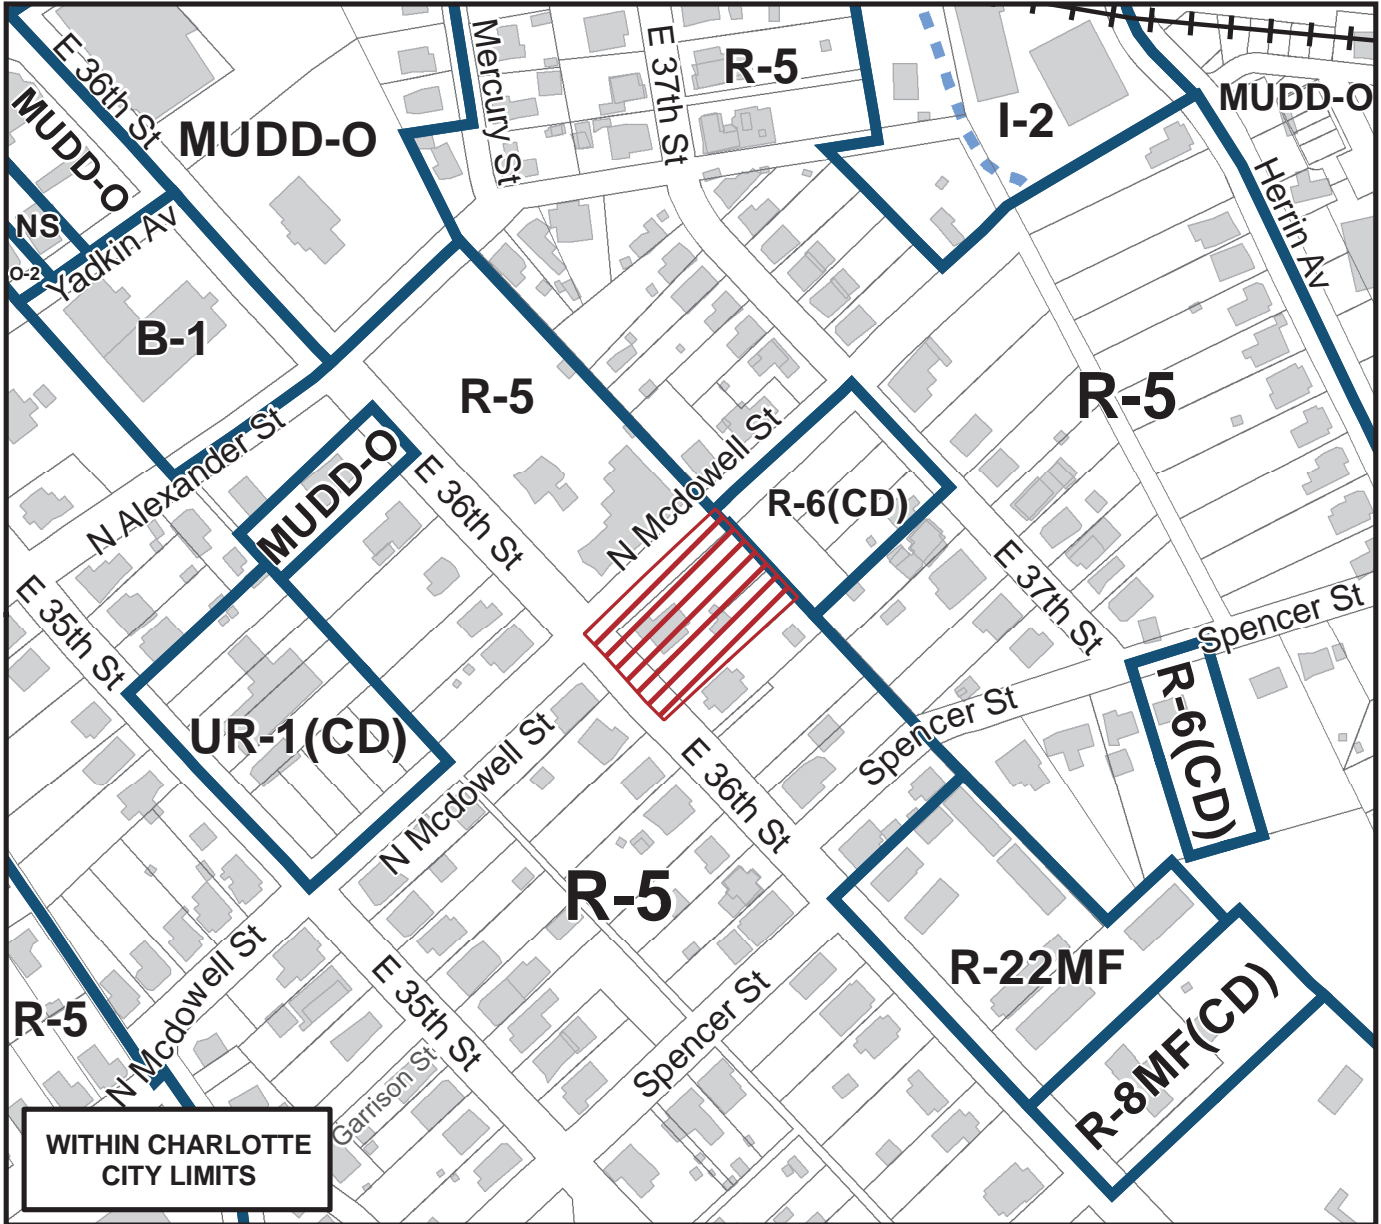 E 36th St
MUDD-O
MUDD-O
Mercury St
E 37th St
R-5
I-2
MUDD-O
Herrin Av
NS
O-2
Yadkin Av
B-1
R-5
R-5
N Alexander St
MUDD-O
E 36th St
N Mcdowell St
R-6(CD)
E 37th St
E 35th St
Spencer St
R-6(CD)
UR-1(CD)
Spencer St
N Mcdowell St
E 36th St
R-5
R-22MF
R-8MF(CD)
N Mcdowell St
E 35th St
Spencer St
R-5
Garrison St
WITHIN CHARLOTTE
CITY LIMITS